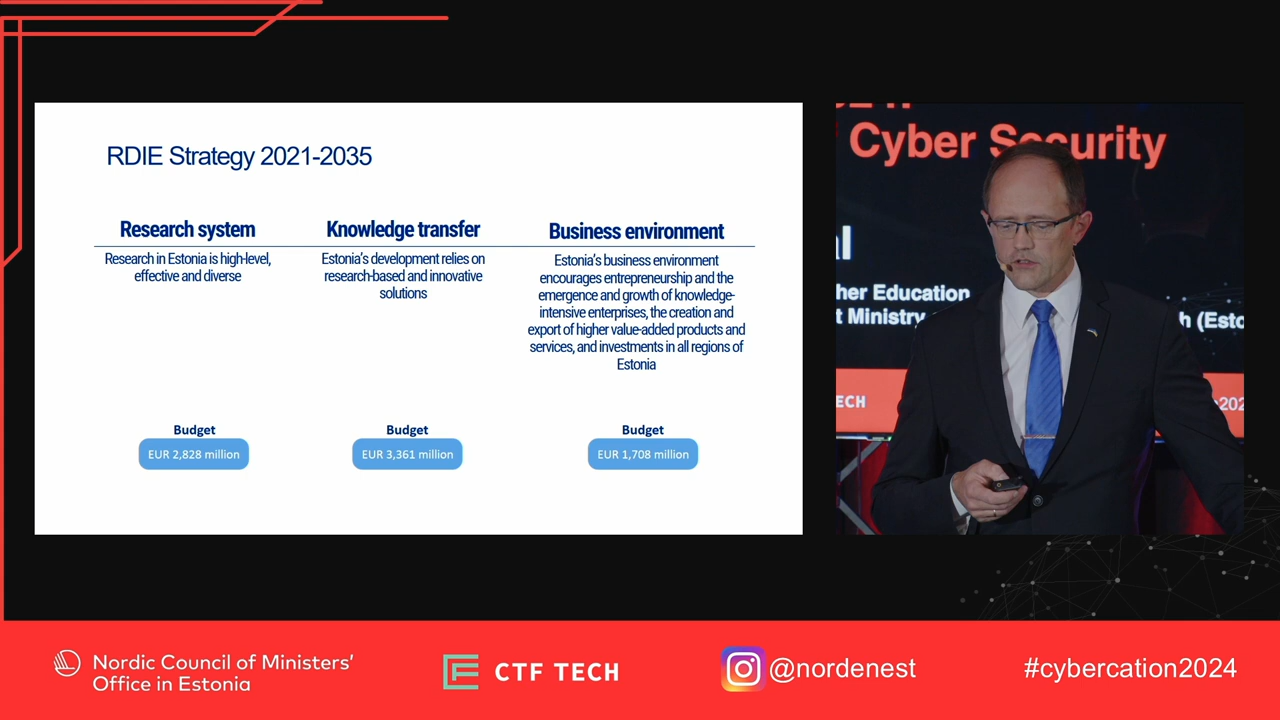 RDIE Strategy 2021-2035
Research system
Research in Estonia is high-level,
effective and diverse
Budget
EUR 2,828 million
Knowledge transfer
Estonia's development relies on
research-based and innovative
solutions
Budget
EUR 3,361 million
Business environment
Estonia's business environment
encourages entrepreneurship and the
emergence and growth of knowledge-
intensive enterprises, the creation and
export of higher value-added products and
services, and investments in all regions of
Estonia
Budget
EUR 1,708 million
Cyber Security
her Education
t Ministry
h (Esto
ECH
202
Nordic Council of Ministers'
Office in Estonia
CTF TECH
@nordenest
#cybercation2024